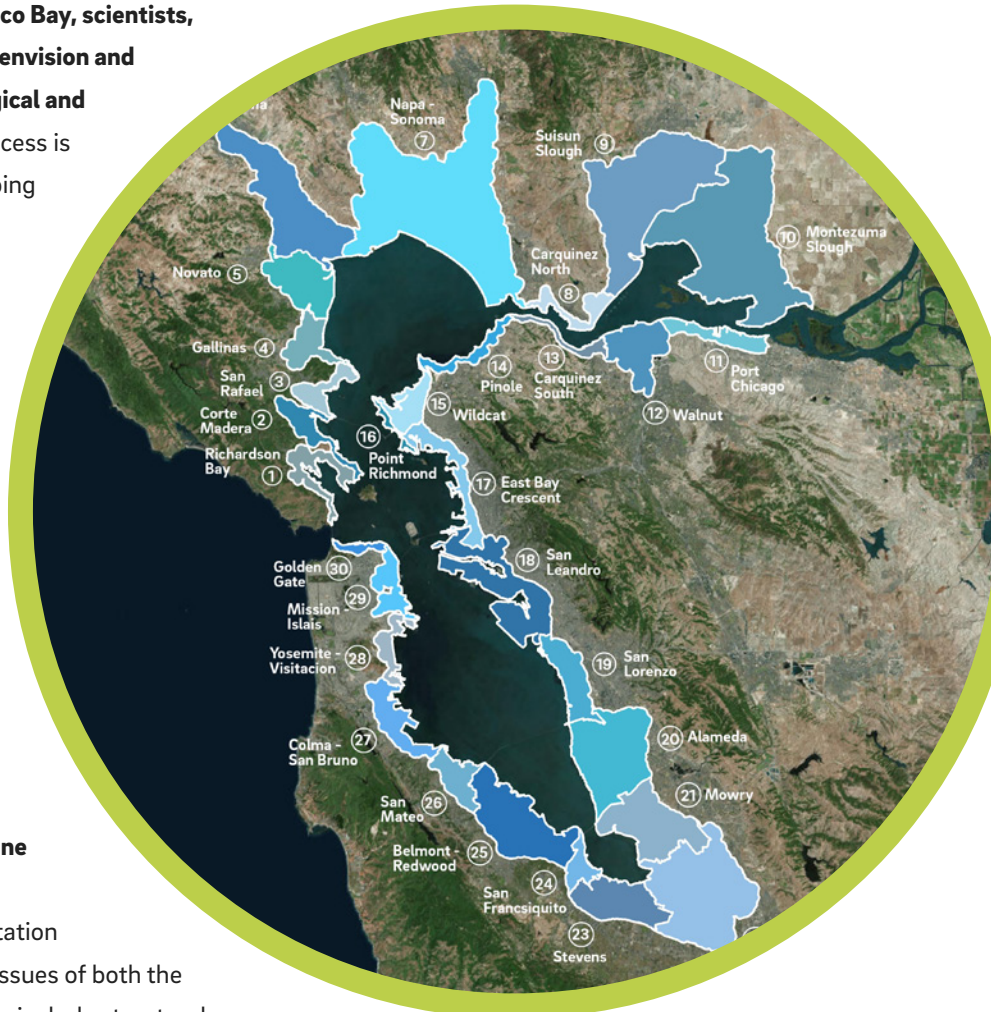 co Bay, scientists,
envision and
gical and
cess is
ing
Napa -
Sonoma
7
Suisun
Slough
9
10
Montezuma
Slough
Carquinez
North
8
Novato 5
Gallinas 4
San
Rafael
3
Corte
Madera
2
Richardson
Bay
1
14
Pinole
13
Carquinez
South
11
Port
Chicago
12 Walnut
15 Wildcat
16
Point
Richmond
17 East Bay
Crescent
18 San
Leandro
Golden
Gate
30
29
Mission -
Islais
Yosemite -
Visitacion
28
19 San
Lorenzo
27
Colma -
San Bruno
20 Alameda
21 Mowry
San
Mateo
26
Belmont -
Redwood
25
24
San
Francsiquito
23
Stevens
ne
tation
ssues of both the